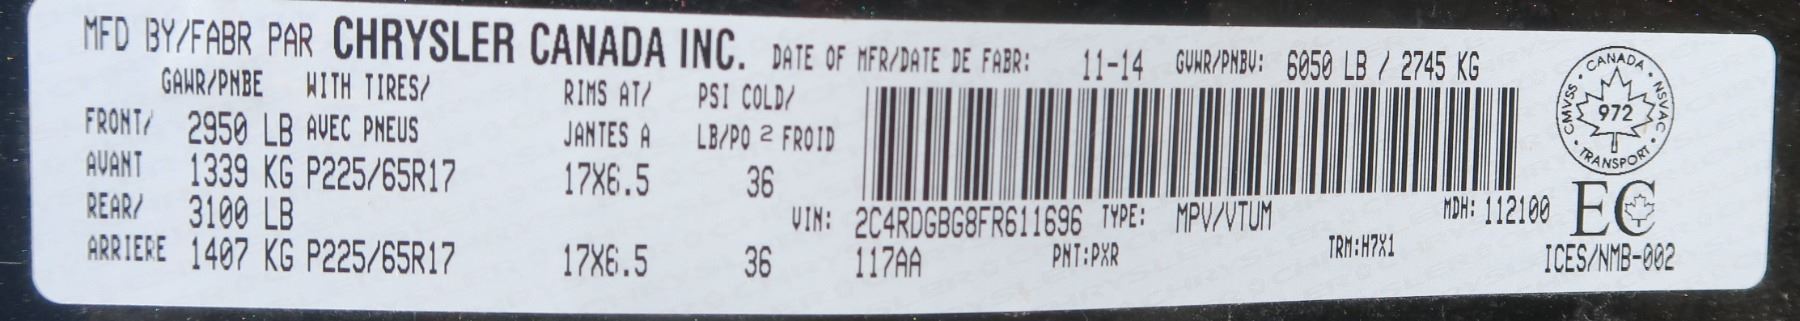 MFD BY/FABR PAR CHRYSLER CANADA INC. DATE OF MFR/DATE DE FABR: 11-14 GVWR/PNBV: 6050 LB / 2745 KG
GAWR/PNBE WITH TIRES/ RIMS AT/ PSI COLD/
FRONT/ 2950 LB AVEC PNEUS JANTES A LB/PO 2 FROID
AVANT 1339 KG P225/65R17 17X6.5 36
REAR/ 3100 LB
ARRIERE 1407 KG P225/65R17 17X6.5 36
VIN: 2C4RDGBG8FR611696 TYPE: MPV/VTUM MDH: 112100
117AA PNT:PXR TRM:H7X1
CANADA
CMVSS 972 NSVAC
TRANSPORT
EC
ICES/NMB-002